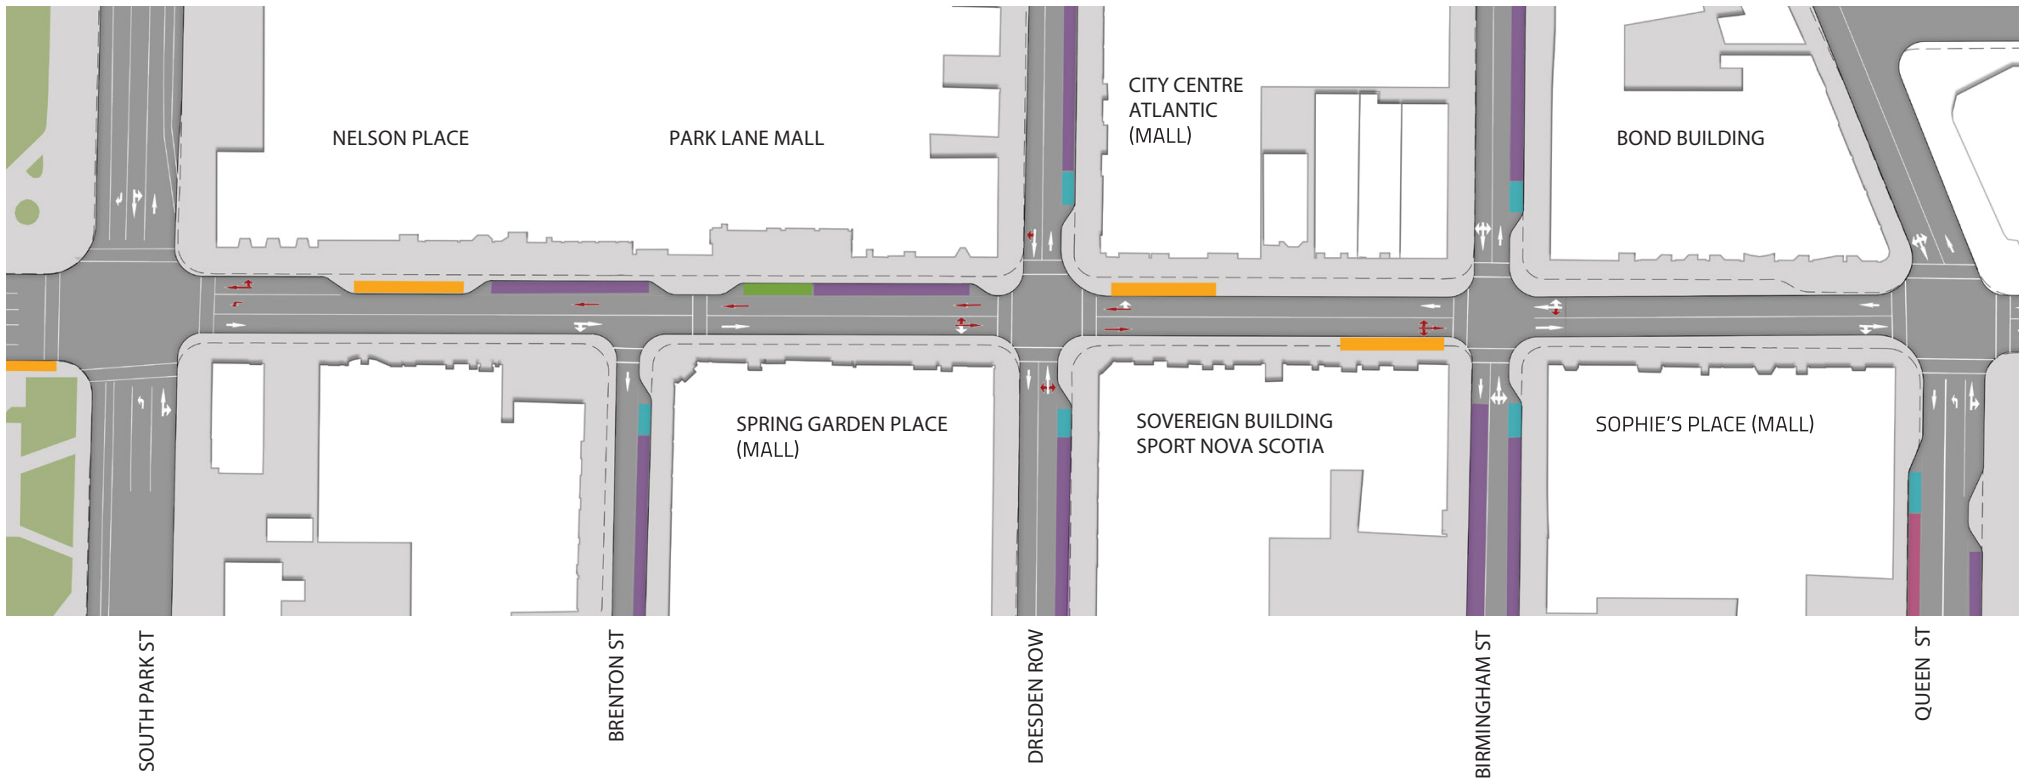 NELSON PLACE
PARK LANE MALL
CITY CENTRE
ATLANTIC
(MALL)
BOND BUILDING
SPRING GARDEN PLACE
(MALL)
SOVEREIGN BUILDING
SPORT NOVA SCOTIA
SOPHIE'S PLACE (MALL)
SOUTH PARK ST
BRENTON ST
DRESDEN ROW
BIRMINGHAM ST
QUEEN ST